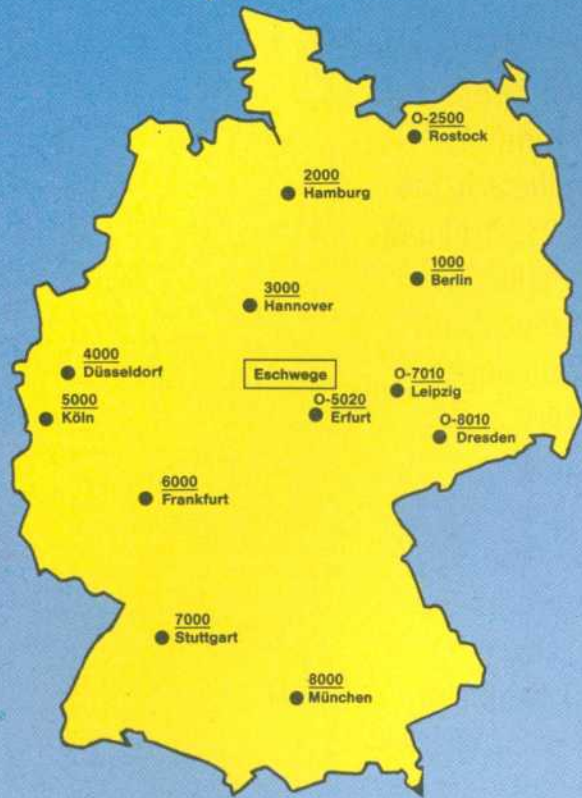 O-2500
Rostock
2000
Hamburg
1000
Berlin
3000
Hannover
4000
Düsseldorf
Eschwege
O-7010
Leipzig
5000
Köln
O-5020
Erfurt
O-8010
Dresden
6000
Frankfurt
7000
Stuttgart
8000
München